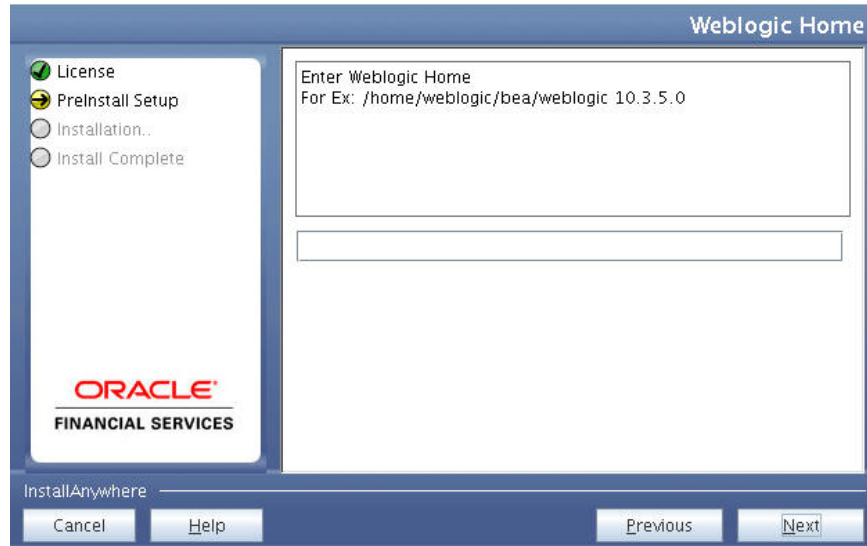 Weblogic Home
License
PreInstall Setup
Installation..
Install Complete
Enter Weblogic Home
For Ex: /home/weblogic/bea/weblogic 10.3.5.0
ORACLE
FINANCIAL SERVICES
InstallAnywhere
Cancel
Help
Previous
Next